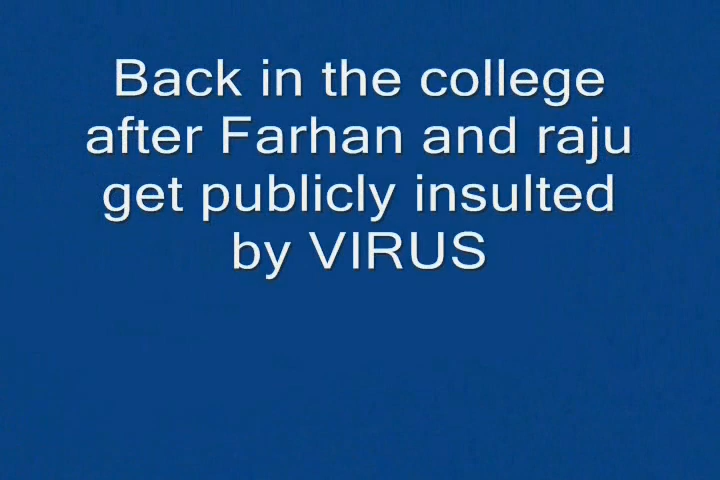 Back in the college
after Farhan and raju
get publicly insulted
by VIRUS